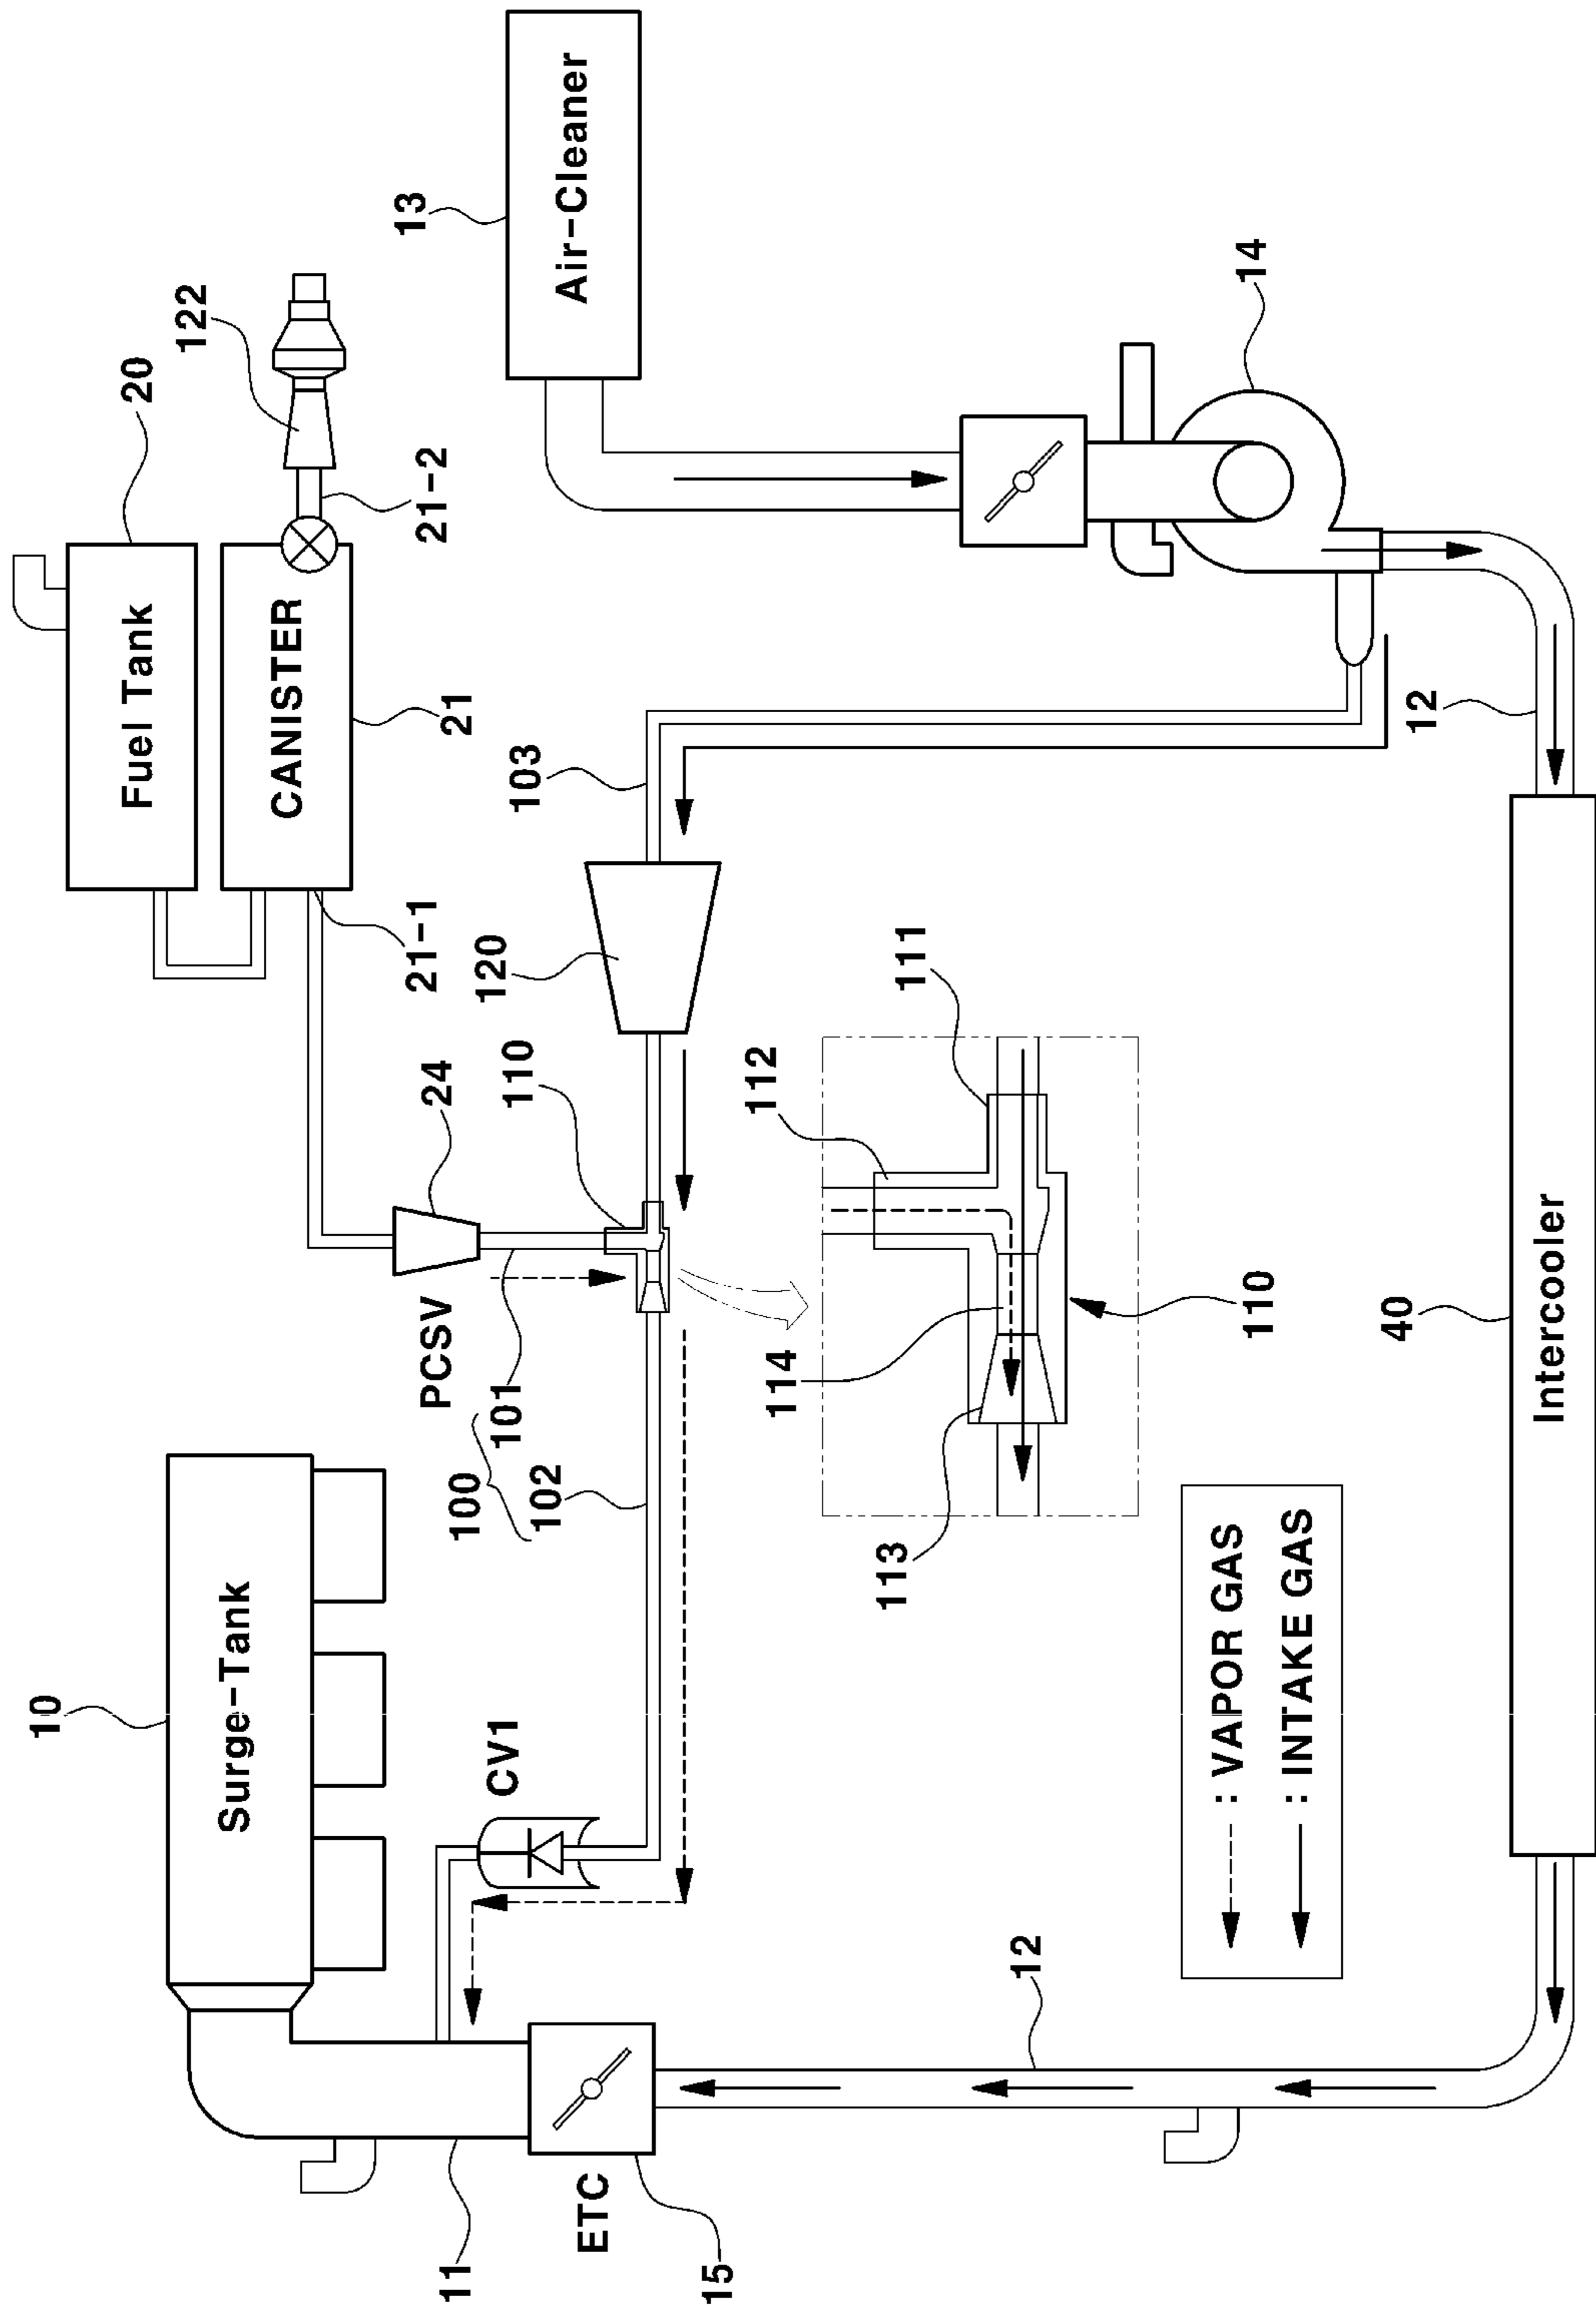 10
20
Fuel Tank
122
Surge-Tank
CANISTER
13
21-1
21-2
PCSV
24
11
21
100
120
CV1
101
110
103
102
Air-Cleaner
ETC
15
112
114
113
111
12
: VAPOR GAS
14
110
: INTAKE GAS
40
12
Intercooler